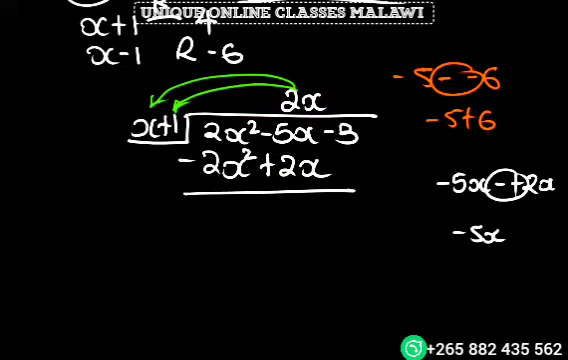 UNIQUE ONLINE CLASSES MALAWI
x+1 4
x-1 R -6
2x
x+1 2x² -5x -3
- 2x² +2x
-5 - -6
-5+6
-5x - +2x
-5x
+265 882 435 562